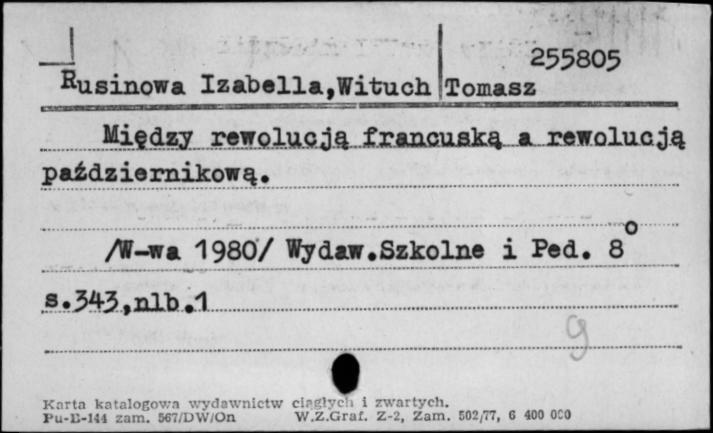 255805
Rusinowa Izabella,Wituch Tomasz
Między rewolucją francuską a rewolucją
październikową.
/W-wa 1980/ Wydaw.Szkolne i Ped. 8°
s.343,nlb.1
g
Karta katalogowa wydawnictw ciągłych i zwartych.
Pu-B-144 zam. 567/DW/On W.Z.Graf. Z-2, Zam. 502/77, 6 400 000